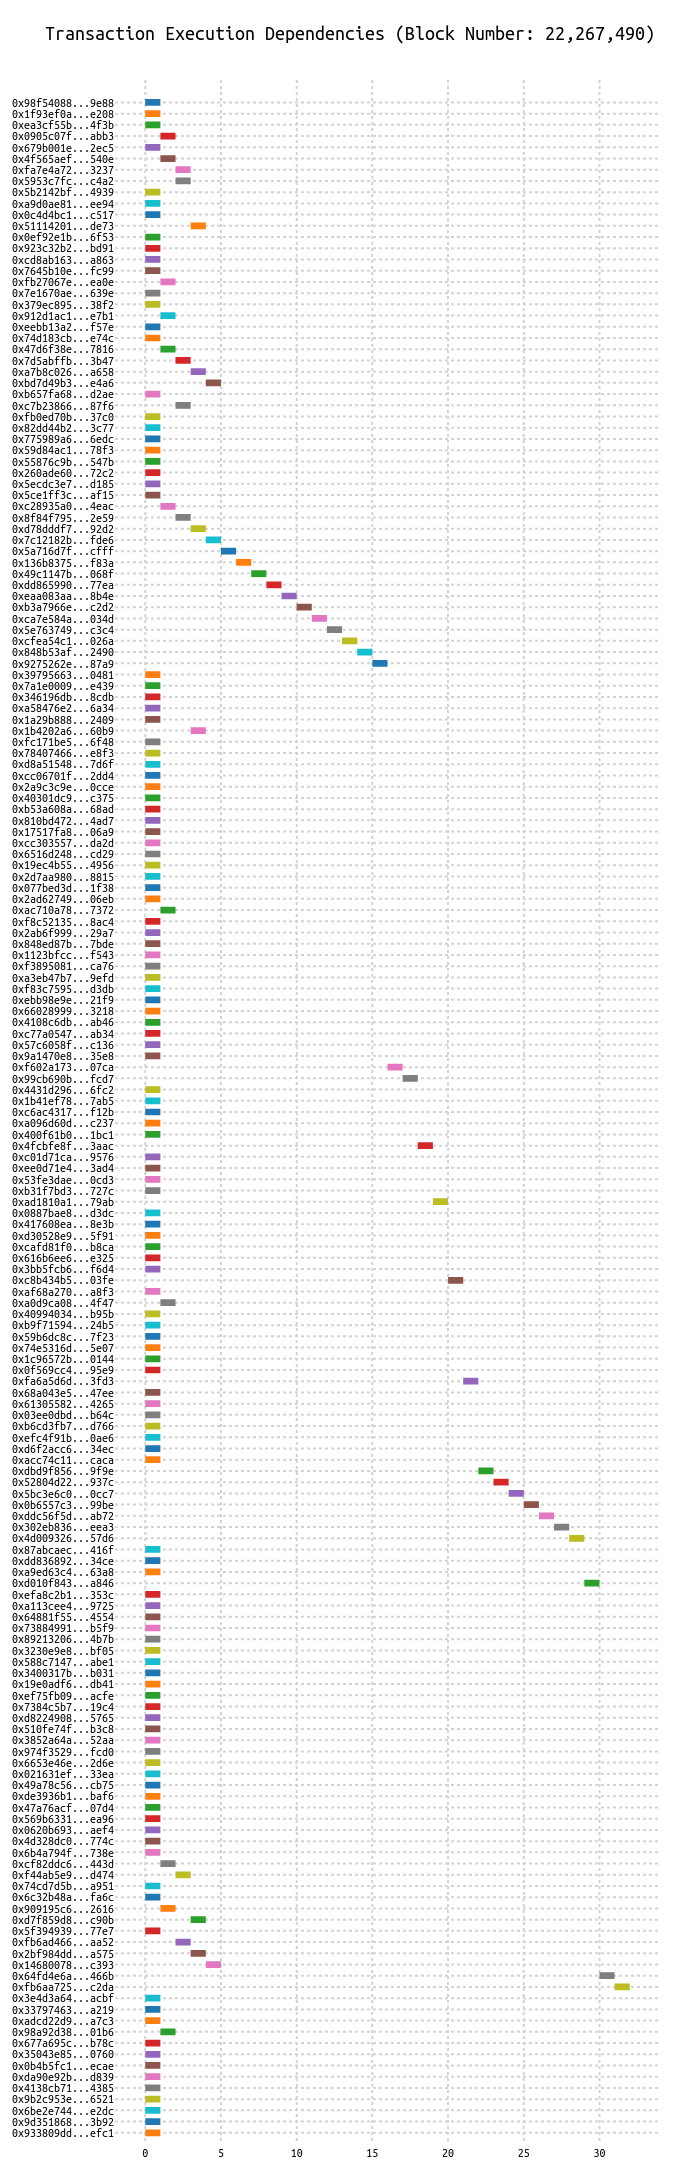 Transaction Execution Dependencies (Block Number: 22,267,490)
0x98f54088...9e88
0x1f93ef0a...e208
0xea3cf55b...4f3b
0x0905c07f...abb3
0x679b001e...2ec5
0x4f565aef...540e
0xfa7e4a72...3237
0x5953c7fc...c4a2
0x5b2142bf...4939
0xa9d0ae81...ee94
0x0c4d4bc1...c517
0x51114201...de73
0x0ef92e1b...6f53
0x923c32b2...bd91
0xcd8ab163...a863
0x7645b10e...fc99
0xfb27067e...ea0e
0x7e1670ae...639e
0x379ec895...38f2
0x912d1ac1...e7b1
0xeebb13a2...f57e
0x74d183cb...e74c
0x47d6f38e...7816
0x7d5abffb...3b47
0xa7b8c026...a658
0xbd7d49b3...e4a6
0xb657fa68...d2ae
0xc7b23866...87f6
0xfb0ed70b...37c0
0x82dd44b2...3c77
0x775989a6...6edc
0x59d84ac1...78f3
0x55876c9b...547b
0x260ade60...72c2
0x5ecdc3e7...d185
0x5ce1ff3c...af15
0xc28935a0...4eac
0x8f84f795...2e59
0xd78dddf7...92d2
0x7c12182b...fde6
0x5a716d7f...cfff
0x136b8375...f83a
0x49c1147b...068f
0xdd865990...77ea
0xeaa083aa...8b4e
0xb3a7966e...c2d2
0xca7e584a...034d
0x5e763749...c3c4
0xcfea54c1...026a
0x848b53af...2490
0x9275262e...87a9
0x39795663...0481
0x7a1e0009...e439
0x346196db...8cdb
0xa58476e2...6a34
0x1a29b888...2409
0x1b4202a6...60b9
0xfc171be5...6f48
0x78407466...e8f3
0xd8a51548...7d6f
0xcc06701f...2dd4
0x2a9c3c9e...0cce
0x40301dc9...c375
0xb53a608a...68ad
0x810bd472...4ad7
0x17517fa8...06a9
0xcc303557...da2d
0x6516d248...cd29
0x19ec4b55...4956
0x2d7aa980...8815
0x077bed3d...1f38
0x2ad62749...06eb
0xac710a78...7372
0xf8c52135...8ac4
0x2ab6f999...29a7
0x848ed87b...7bde
0x1123bfcc...f543
0xf3895081...ca76
0xa3eb47b7...9efd
0xf83c7595...d3db
0xebb98e9e...21f9
0x66028999...3218
0x4108c6db...ab46
0xc77a0547...ab34
0x57c6058f...c136
0x9a1470e8...35e8
0xf602a173...07ca
0x99cb690b...fcd7
0x4431d296...6fc2
0x1b41ef78...7ab5
0xc6ac4317...f12b
0xa096d60d...c237
0x400f61b0...1bc1
0x4fcbfe8f...3aac
0xc01d71ca...9576
0xee0d71e4...3ad4
0x53fe3dae...0cd3
0xb31f7bd3...727c
0xad1810a1...79ab
0x0887bae8...d3dc
0x417608ea...8e3b
0xd30528e9...5f91
0xcafd81f0...b8ca
0x616b6ee6...e325
0x3bb5fcb6...f6d4
0xc8b434b5...03fe
0xaf68a270...a8f3
0xa0d9ca08...4f47
0x40994034...b95b
0xb9f71594...24b5
0x59b6dc8c...7f23
0x74e5316d...5e07
0x1c96572b...0144
0x0f569cc4...95e9
0xfa6a5d6d...3fd3
0x68a043e5...47ee
0x61305582...4265
0x03ee0dbd...b64c
0xb6cd3fb7...d766
0xefc4f91b...0ae6
0xd6f2acc6...34ec
0xacc74c11...caca
0xdbd9f856...9f9e
0x52804d22...937c
0x5bc3e6c0...0cc7
0x0b6557c3...99be
0xddc56f5d...ab72
0x302eb836...eea3
0x4d009326...57d6
0x87abcaec...416f
0xdd836892...34ce
0xa9ed63c4...63a8
0xd010f843...a846
0xefa8c2b1...353c
0xa113cee4...9725
0x64881f55...4554
0x73884991...b5f9
0x89213206...4b7b
0x3230e9e8...bf05
0x588c7147...abe1
0x3400317b...b031
0x19e0adf6...db41
0xef75fb09...acfe
0x7384c5b7...19c4
0xd8224908...5765
0x510fe74f...b3c8
0x3852a64a...52aa
0x974f3529...fcd0
0x6653e46e...2d6e
0x021631ef...33ea
0x49a78c56...cb75
0xde3936b1...baf6
0x47a76acf...07d4
0x569b6331...ea96
0x0620b693...aef4
0x4d328dc0...774c
0x6b4a794f...738e
0xcf82ddc6...443d
0xf44ab5e9...d474
0x74cd7d5b...a951
0x6c32b48a...fa6c
0x909195c6...2616
0xd7f859d8...c90b
0x5f394939...77e7
0xfb6ad466...aa52
0x2bf984dd...a575
0x14680078...c393
0x64fd4e6a...466b
0xfb6aa725...c2da
0x3e4d3a64...acbf
0x33797463...a219
0xadcd22d9...a7c3
0x98a92d38...01b6
0x677a695c...b78c
0x35043e85...0760
0x0b4b5fc1...ecae
0xda90e92b...d839
0x4138cb71...4385
0x9b2c953e...6521
0x6be2e744...e2dc
0x9d351868...3b92
0x933809dd...efc1
0 5 10 15 20 25 30